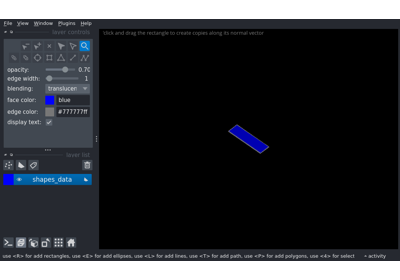 File View Window Plugins Help
layer controls
'click and drag the rectangle to create copies along its normal vector
opacity: 0.70
edge width: 1
blending: translucen
face color: blue
edge color: #777777ff
display text:
layer list
shapes_data
use <R> for add rectangles, use <E> for add ellipses, use <L> for add lines, use <T> for add path, use <P> for add polygons, use <4> for select activity